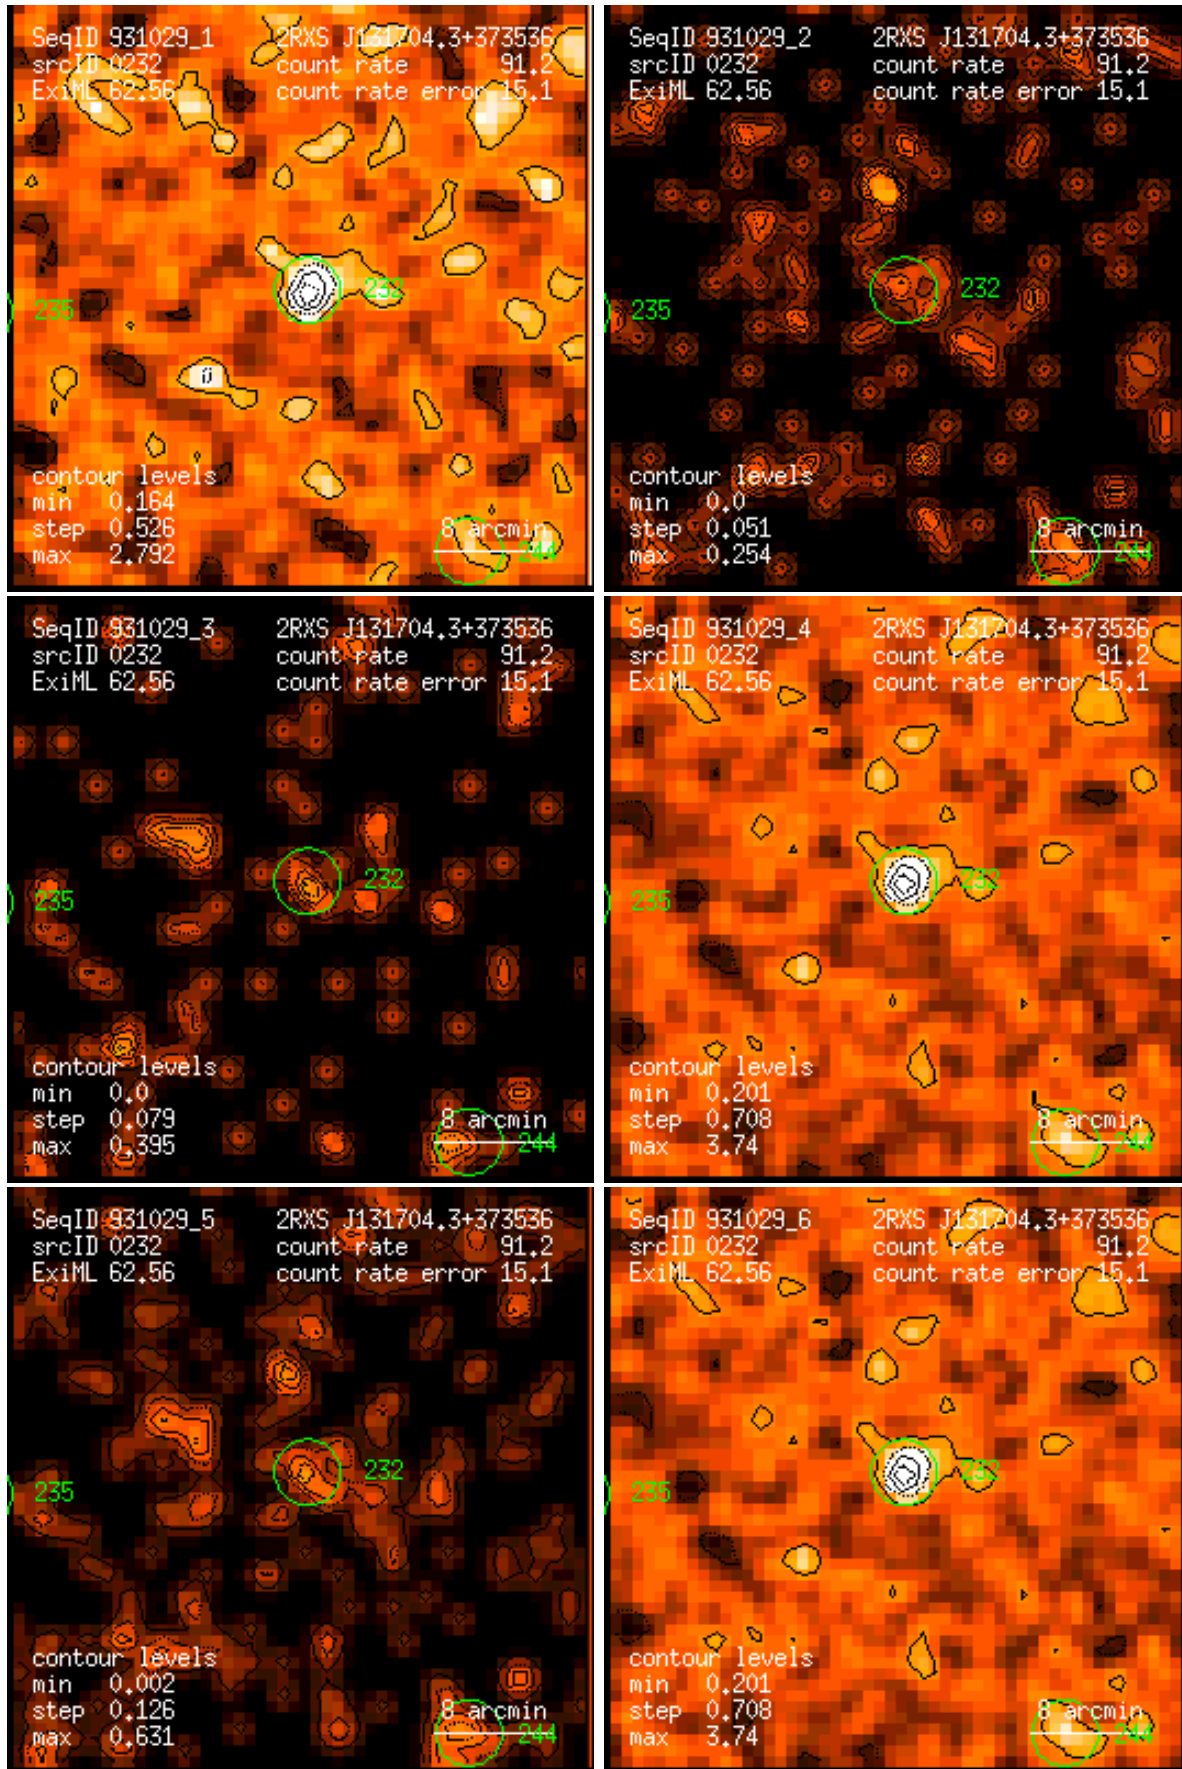 SeqID 931029_1 2RXS J131704.3+373536
srcID 0232 count rate 91.2
ExiML 62.56 count rate error 15.1
232
235
contour levels
min 0.164
step 0.526
max 2.792
8 arcmin
244
SeqID 931029_2 2RXS J131704.3+373536
srcID 0232 count rate 91.2
ExiML 62.56 count rate error 15.1
232
235
contour levels
min 0.0
step 0.051
max 0.254
8 arcmin
244
SeqID 931029_3 2RXS J131704.3+373536
srcID 0232 count rate 91.2
ExiML 62.56 count rate error 15.1
232
235
contour levels
min 0.0
step 0.079
max 0.395
8 arcmin
244
SeqID 931029_4 2RXS J131704.3+373536
srcID 0232 count rate 91.2
ExiML 62.56 count rate error 15.1
232
235
contour levels
min 0.201
step 0.708
max 3.74
8 arcmin
244
SeqID 931029_5 2RXS J131704.3+373536
srcID 0232 count rate 91.2
ExiML 62.56 count rate error 15.1
232
235
contour levels
min 0.002
step 0.126
max 0.631
8 arcmin
244
SeqID 931029_6 2RXS J131704.3+373536
srcID 0232 count rate 91.2
ExiML 62.56 count rate error 15.1
232
235
contour levels
min 0.201
step 0.708
max 3.74
8 arcmin
244